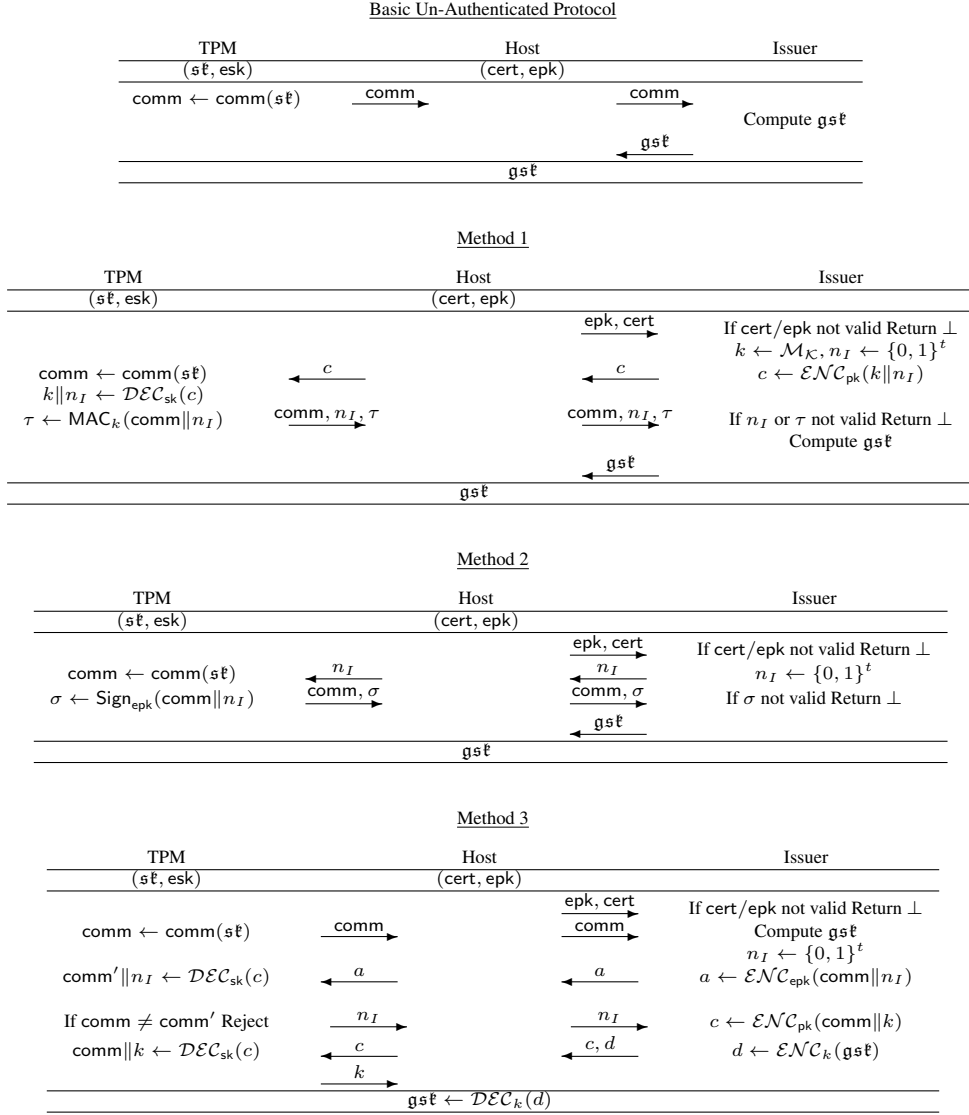 Basic Un-Authenticated Protocol
TPM Host Issuer
(𝔰𝔨, esk) (cert, epk)
comm ← comm(𝔰𝔨) comm comm
Compute 𝔤𝔰𝔨
𝔤𝔰𝔨
𝔤𝔰𝔨
Method 1
TPM Host Issuer
(𝔰𝔨, esk) (cert, epk)
epk, cert If cert/epk not valid Return ⊥
k ← ℳ_𝒦, n_I ← {0, 1}^t
comm ← comm(𝔰𝔨) c c c ← ℰ𝒩𝒞_pk(k‖n_I)
k‖n_I ← 𝒟ℰ𝒞_sk(c)
τ ← MAC_k(comm‖n_I) comm, n_I, τ comm, n_I, τ If n_I or τ not valid Return ⊥
Compute 𝔤𝔰𝔨
𝔤𝔰𝔨
𝔤𝔰𝔨
Method 2
TPM Host Issuer
(𝔰𝔨, esk) (cert, epk)
epk, cert If cert/epk not valid Return ⊥
comm ← comm(𝔰𝔨) n_I n_I n_I ← {0, 1}^t
σ ← Sign_epk(comm‖n_I) comm, σ comm, σ If σ not valid Return ⊥
𝔤𝔰𝔨
𝔤𝔰𝔨
Method 3
TPM Host Issuer
(𝔰𝔨, esk) (cert, epk)
epk, cert If cert/epk not valid Return ⊥
comm ← comm(𝔰𝔨) comm comm Compute 𝔤𝔰𝔨
n_I ← {0, 1}^t
comm′‖n_I ← 𝒟ℰ𝒞_sk(c) a a a ← ℰ𝒩𝒞_epk(comm‖n_I)
If comm ≠ comm′ Reject n_I n_I c ← ℰ𝒩𝒞_pk(comm‖k)
comm‖k ← 𝒟ℰ𝒞_sk(c) c c, d d ← ℰ𝒩𝒞_k(𝔤𝔰𝔨)
k
𝔤𝔰𝔨 ← 𝒟ℰ𝒞_k(d)